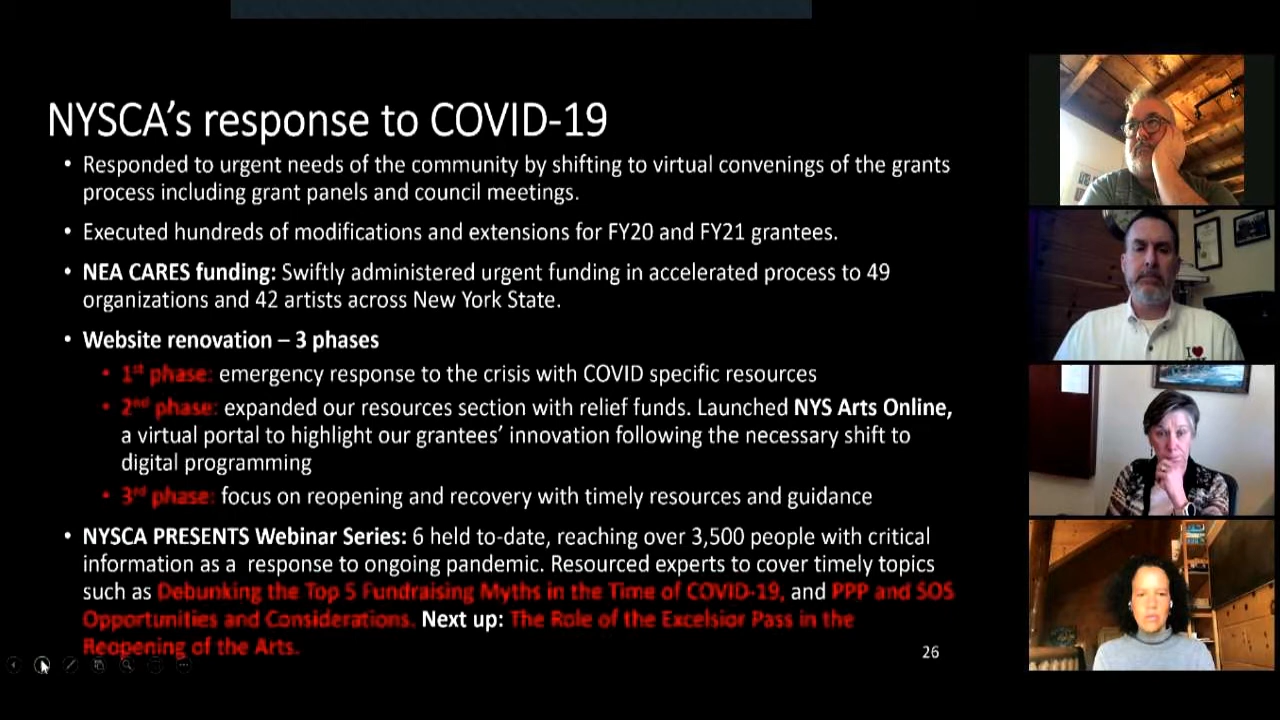 NYSCA's response to COVID-19
• Responded to urgent needs of the community by shifting to virtual convenings of the grants
process including grant panels and council meetings.
• Executed hundreds of modifications and extensions for FY20 and FY21 grantees.
• NEA CARES funding: Swiftly administered urgent funding in accelerated process to 49
organizations and 42 artists across New York State.
• Website renovation – 3 phases
• 1st phase: emergency response to the crisis with COVID specific resources
• 2nd phase: expanded our resources section with relief funds. Launched NYS Arts Online,
a virtual portal to highlight our grantees' innovation following the necessary shift to
digital programming
• 3rd phase: focus on reopening and recovery with timely resources and guidance
• NYSCA PRESENTS Webinar Series: 6 held to-date, reaching over 3,500 people with critical
information as a response to ongoing pandemic. Resourced experts to cover timely topics
such as Debunking the Top 5 Fundraising Myths in the Time of COVID-19, and PPP and SOS
Opportunities and Considerations. Next up: The Role of the Excelsior Pass in the
Reopening of the Arts.
26
I